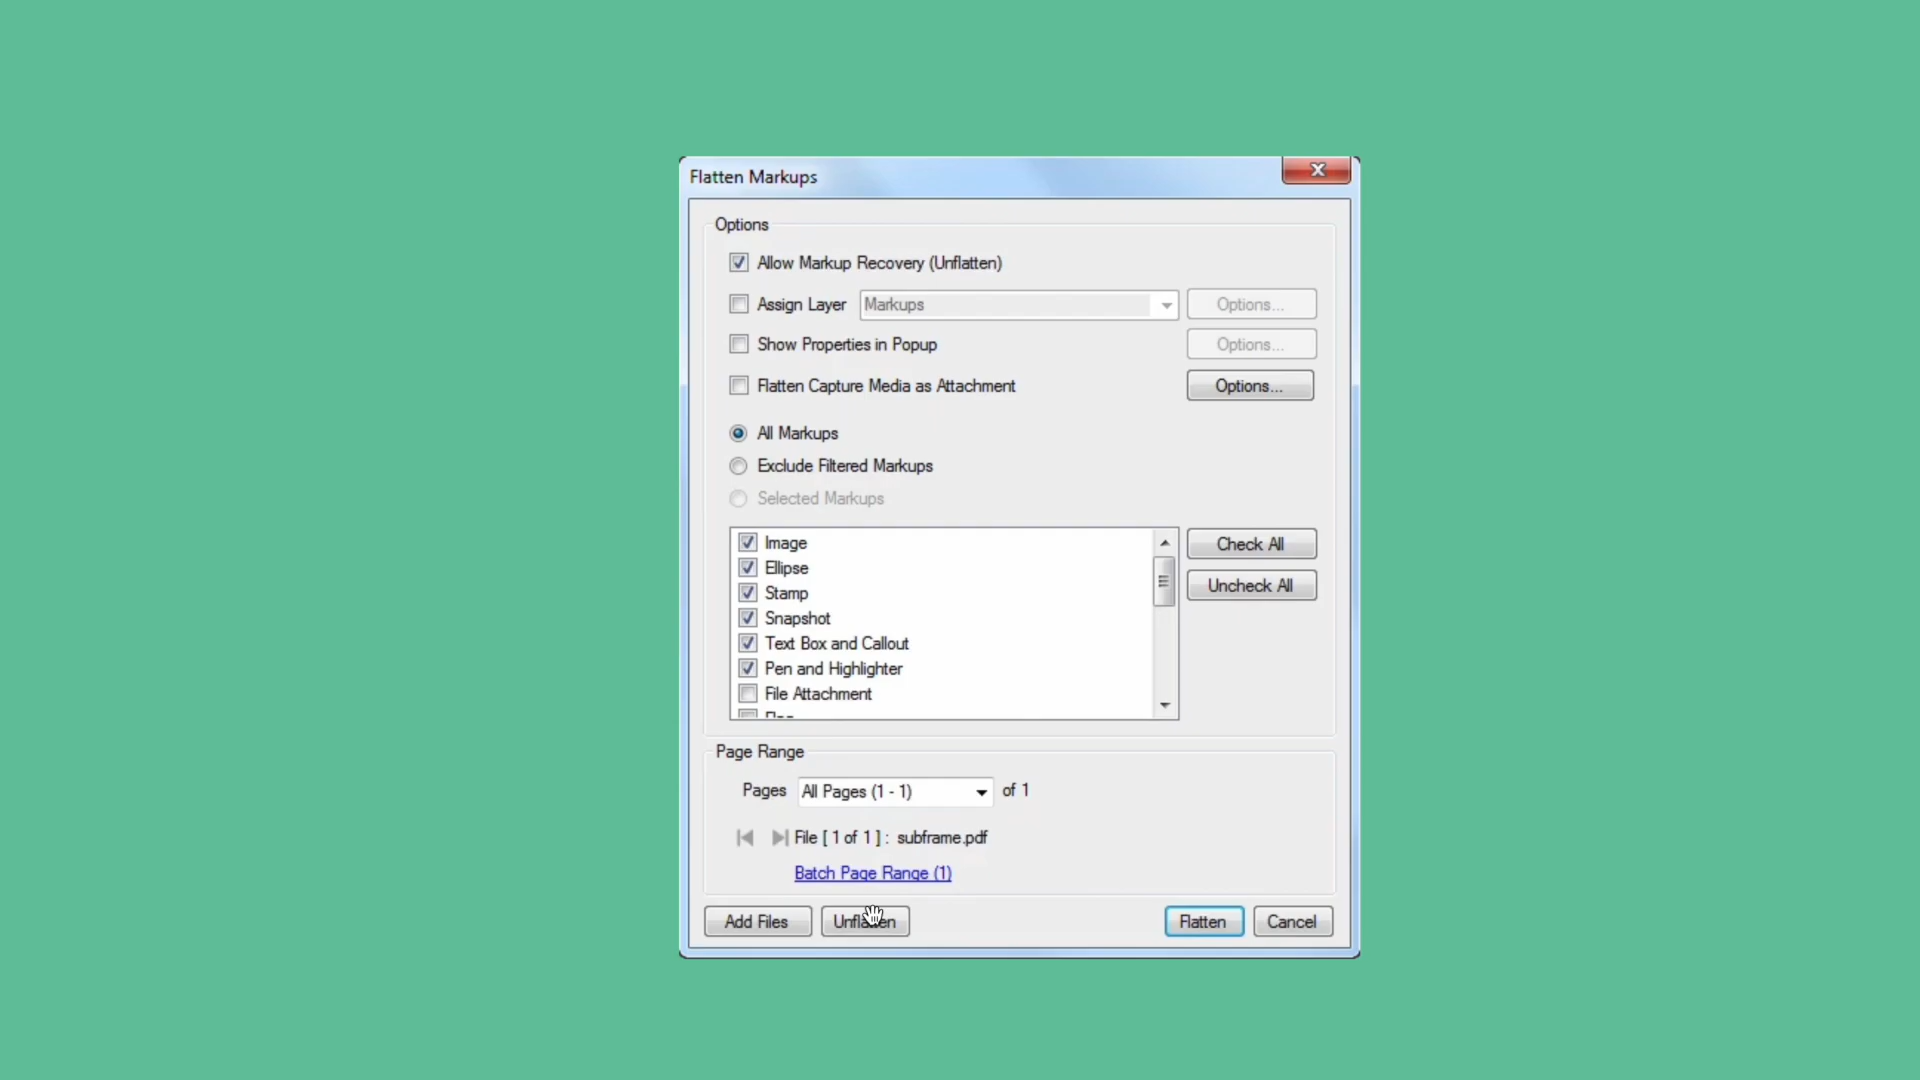 Flatten Markups
Options
Allow Markup Recovery (Unflatten)
Assign Layer Markups Options...
Show Properties in Popup Options...
Flatten Capture Media as Attachment Options...
All Markups
Exclude Filtered Markups
Selected Markups
Image Check All
Ellipse
Uncheck All
Stamp
Snapshot
Text Box and Callout
Pen and Highlighter
File Attachment
Page Range
Pages All Pages (1 - 1) of 1
File [ 1 of 1 ] : subframe.pdf
Batch Page Range (1)
Add Files Unflatten Flatten Cancel